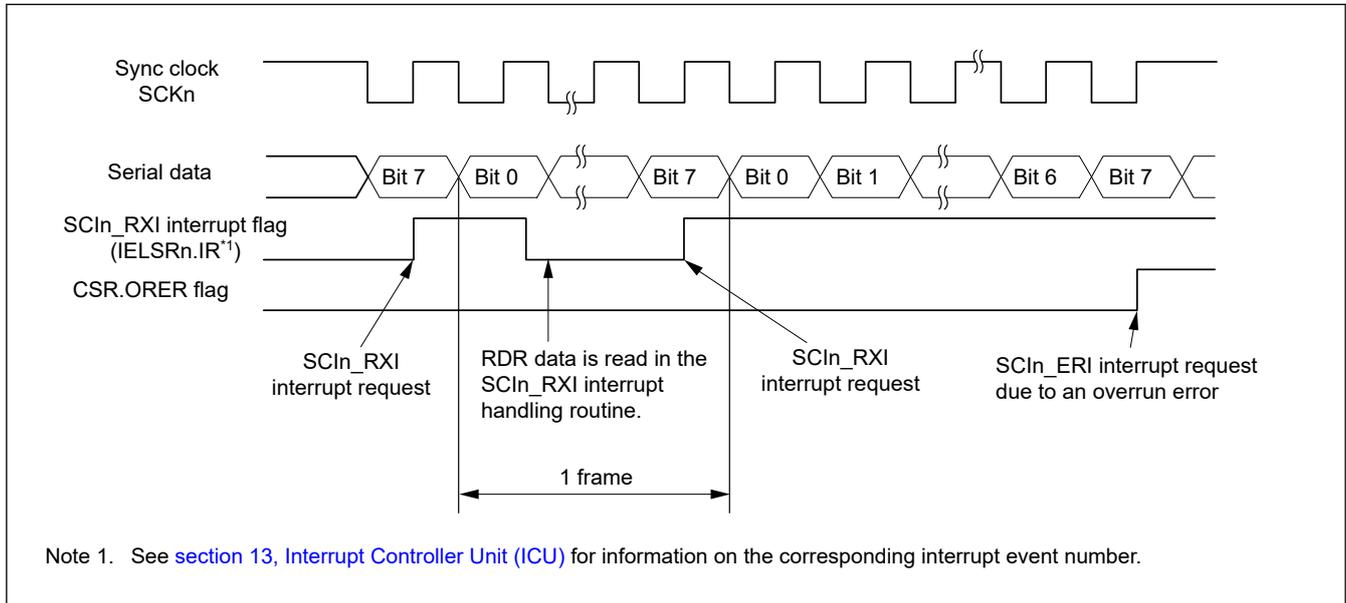 Sync clock
SCKn
Serial data
Bit 7
Bit 0
Bit 7
Bit 0
Bit 1
Bit 6
Bit 7
SCIn_RXI interrupt flag
(IELSRn.IR*1)
CSR.ORER flag
SCIn_RXI
interrupt request
RDR data is read in the
SCIn_RXI interrupt
handling routine.
SCIn_RXI
interrupt request
SCIn_ERI interrupt request
due to an overrun error
1 frame
Note 1. See section 13, Interrupt Controller Unit (ICU) for information on the corresponding interrupt event number.